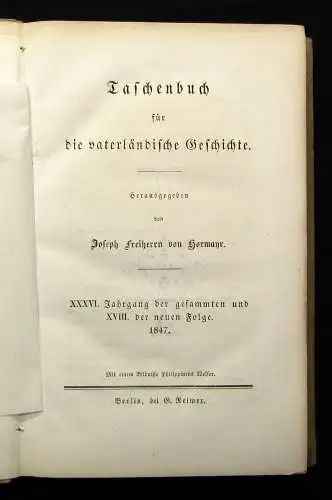 Taschenbuch
für
die vaterländische Geschichte.
Herausgegeben
von
Joseph Freiherrn von Hormayr.
XXXVI. Jahrgang der gesammten und
XVIII. der neuen Folge.
1847.
Mit einem Bildnisse Philippinens Welser.
Berlin, bei G. Reimer.